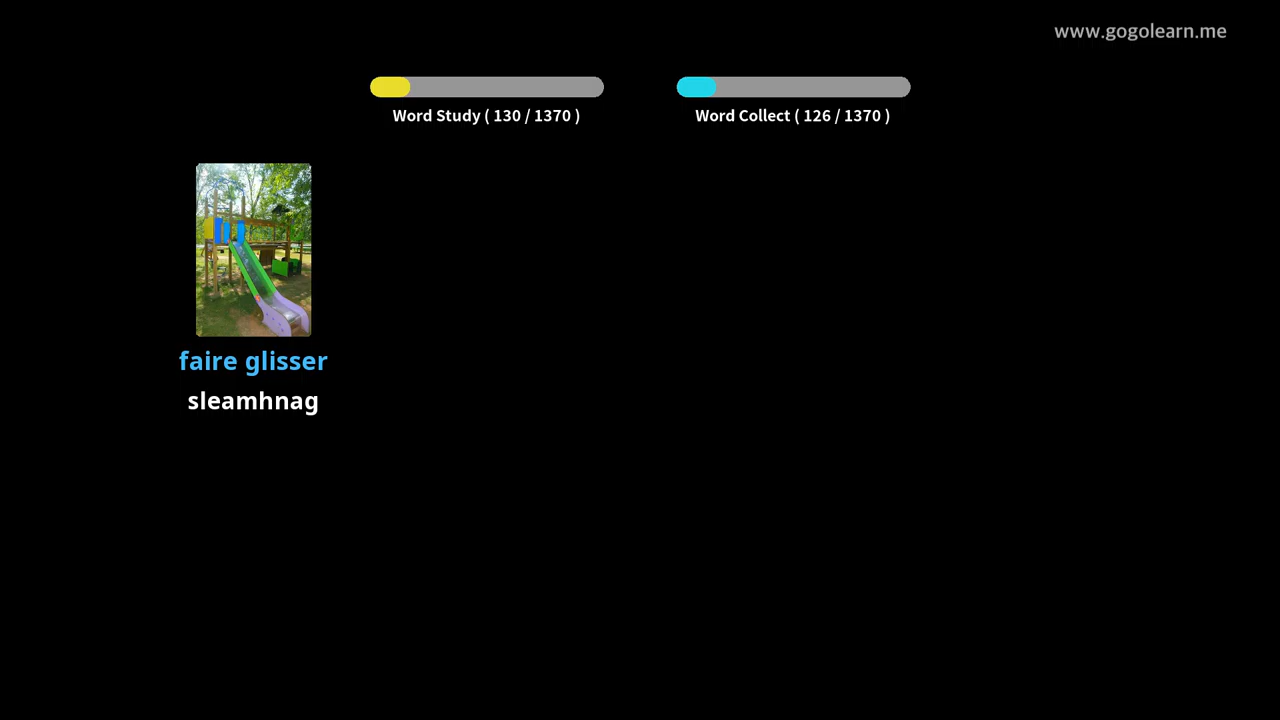 www.gogolearn.me
Word Study ( 130 / 1370 )
Word Collect ( 126 / 1370 )
faire glisser
sleamhnag